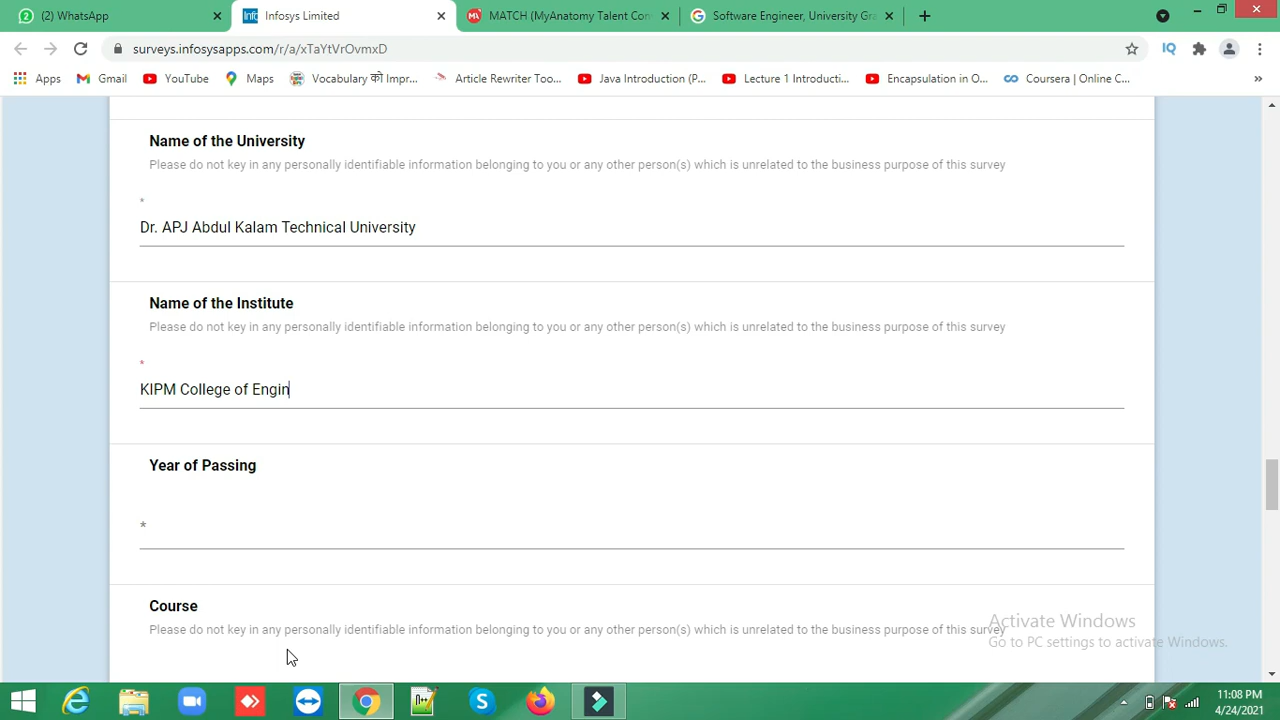 (2) WhatsApp
Infosys Limited
MATCH (MyAnatomy Talent Con
Software Engineer, University Gra
surveys.infosysapps.com/r/a/xTaYtVrOvmxD
Apps
Gmail
YouTube
Maps
Vocabulary को Impr...
Article Rewriter Too...
Java Introduction (P...
Lecture 1 Introducti...
Encapsulation in O...
Coursera | Online C...
»
Name of the University
Please do not key in any personally identifiable information belonging to you or any other person(s) which is unrelated to the business purpose of this survey
*
Dr. APJ Abdul Kalam Technical University
Name of the Institute
Please do not key in any personally identifiable information belonging to you or any other person(s) which is unrelated to the business purpose of this survey
*
KIPM College of Engin
Year of Passing
*
Course
Please do not key in any personally identifiable information belonging to you or any other person(s) which is unrelated to the business purpose of this survey
Activate Windows
Go to PC settings to activate Windows.
11:08 PM
4/24/2021